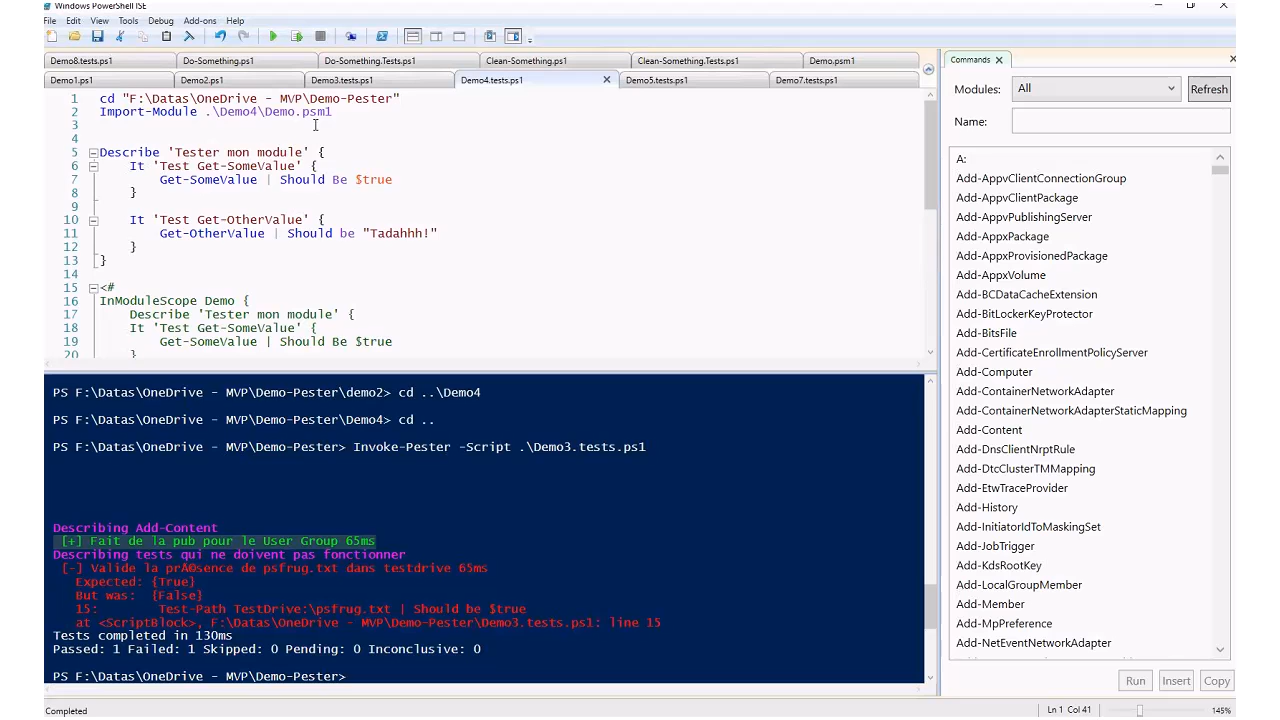 Windows PowerShell ISE
File Edit View Tools Debug Add-ons Help
Demo8.tests.ps1 Do-Something.ps1 Do-Something.Tests.ps1 Clean-Something.ps1 Clean-Something.Tests.ps1 Demo.psm1
Demo1.ps1 Demo2.ps1 Demo3.tests.ps1 Demo4.tests.ps1 Demo5.tests.ps1 Demo7.tests.ps1
1 cd "F:\Datas\OneDrive - MVP\Demo-Pester"
2 Import-Module .\Demo4\Demo.psm1
3
4
5 Describe 'Tester mon module' {
6 It 'Test Get-SomeValue' {
7 Get-SomeValue | Should Be $true
8 }
9
10 It 'Test Get-OtherValue' {
11 Get-OtherValue | Should be "Tadahhh!"
12 }
13 }
14
15 <#
16 InModuleScope Demo {
17 Describe 'Tester mon module' {
18 It 'Test Get-SomeValue' {
19 Get-SomeValue | Should Be $true
20 }
PS F:\Datas\OneDrive - MVP\Demo-Pester\demo2> cd ..\Demo4
PS F:\Datas\OneDrive - MVP\Demo-Pester\Demo4> cd ..
PS F:\Datas\OneDrive - MVP\Demo-Pester> Invoke-Pester -Script .\Demo3.tests.ps1
Describing Add-Content
[+] Fait de la pub pour le User Group 65ms
Describing tests qui ne doivent pas fonctionner
[-] Valide la prÃ©sence de psfrug.txt dans testdrive 65ms
Expected: {True}
But was: {False}
15: Test-Path TestDrive:\psfrug.txt | Should be $true
at <ScriptBlock>, F:\Datas\OneDrive - MVP\Demo-Pester\Demo3.tests.ps1: line 15
Tests completed in 130ms
Passed: 1 Failed: 1 Skipped: 0 Pending: 0 Inconclusive: 0
PS F:\Datas\OneDrive - MVP\Demo-Pester>
Commands
Modules: All Refresh
Name:
A:
Add-AppvClientConnectionGroup
Add-AppvClientPackage
Add-AppvPublishingServer
Add-AppxPackage
Add-AppxProvisionedPackage
Add-AppxVolume
Add-BCDataCacheExtension
Add-BitLockerKeyProtector
Add-BitsFile
Add-CertificateEnrollmentPolicyServer
Add-Computer
Add-ContainerNetworkAdapter
Add-ContainerNetworkAdapterStaticMapping
Add-Content
Add-DnsClientNrptRule
Add-DtcClusterTMMapping
Add-EtwTraceProvider
Add-History
Add-InitiatorIdToMaskingSet
Add-JobTrigger
Add-KdsRootKey
Add-LocalGroupMember
Add-Member
Add-MpPreference
Add-NetEventNetworkAdapter
Run Insert Copy
Completed
Ln 1 Col 41
145%